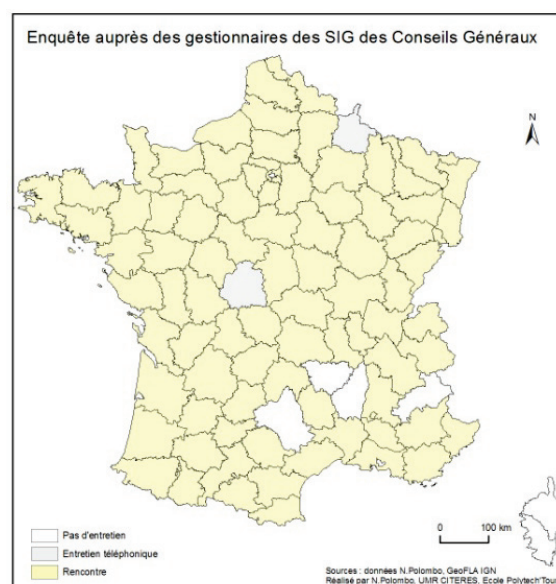 Enquête auprès des gestionnaires des SIG des Conseils Généraux
N
Pas d'entretien
Entretien téléphonique
Rencontre
0 100 km
Sources : données N.Polombo, GeoFLA IGN
Réalisé par N.Polombo, UMR CITERES, Ecole Polytech'Tou